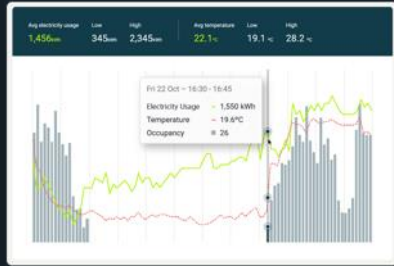 Avg electricity usage Low High Avg temperature Low High
1,456kWh 345kWh 2,345kWh 22.1°C 19.1 °C 28.2 °C
Fri 22 Oct – 16:30 - 16:45
Electricity Usage 1,550 kWh
Temperature 19.6°C
Occupancy 26